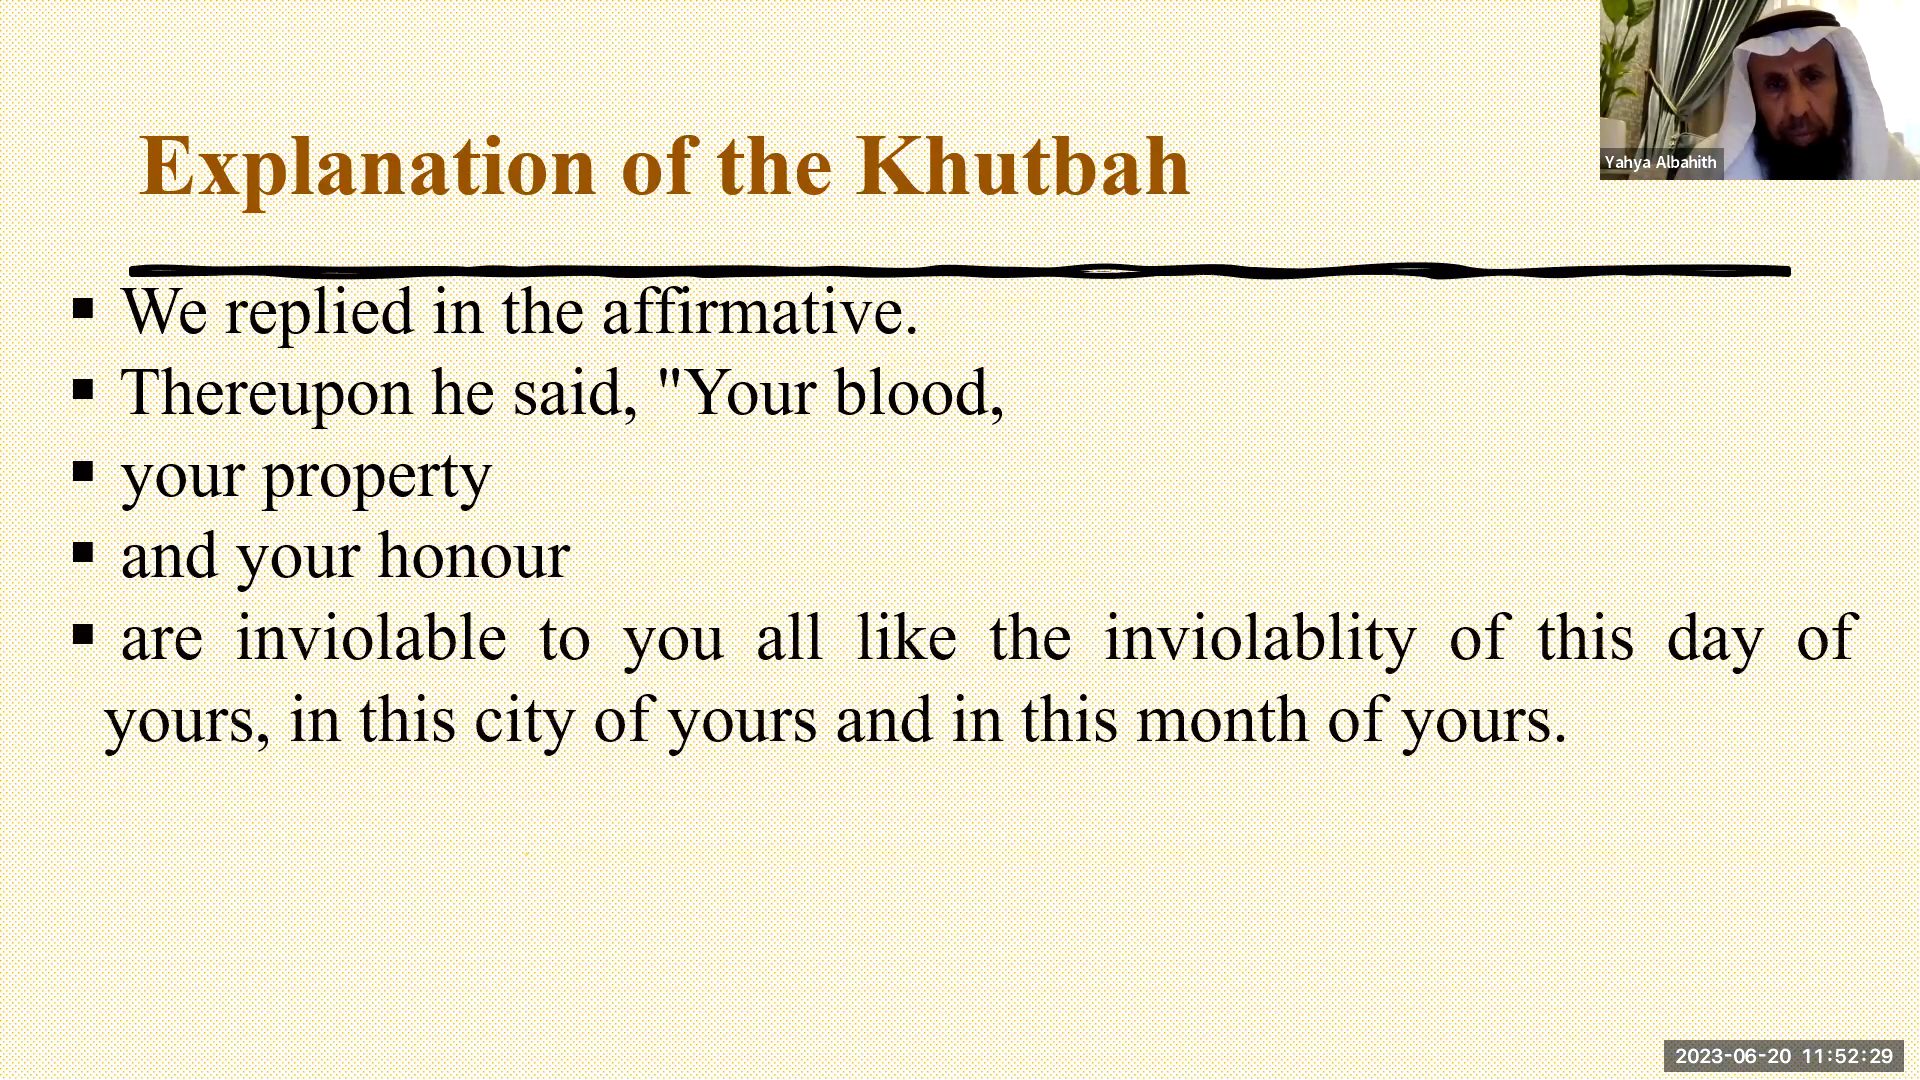 Yahya Albahith
Explanation of the Khutbah
▪ We replied in the affirmative.
▪ Thereupon he said, "Your blood,
▪ your property
▪ and your honour
▪ are inviolable to you all like the inviolablity of this day of
yours, in this city of yours and in this month of yours.
2023-06-20 11:52:29